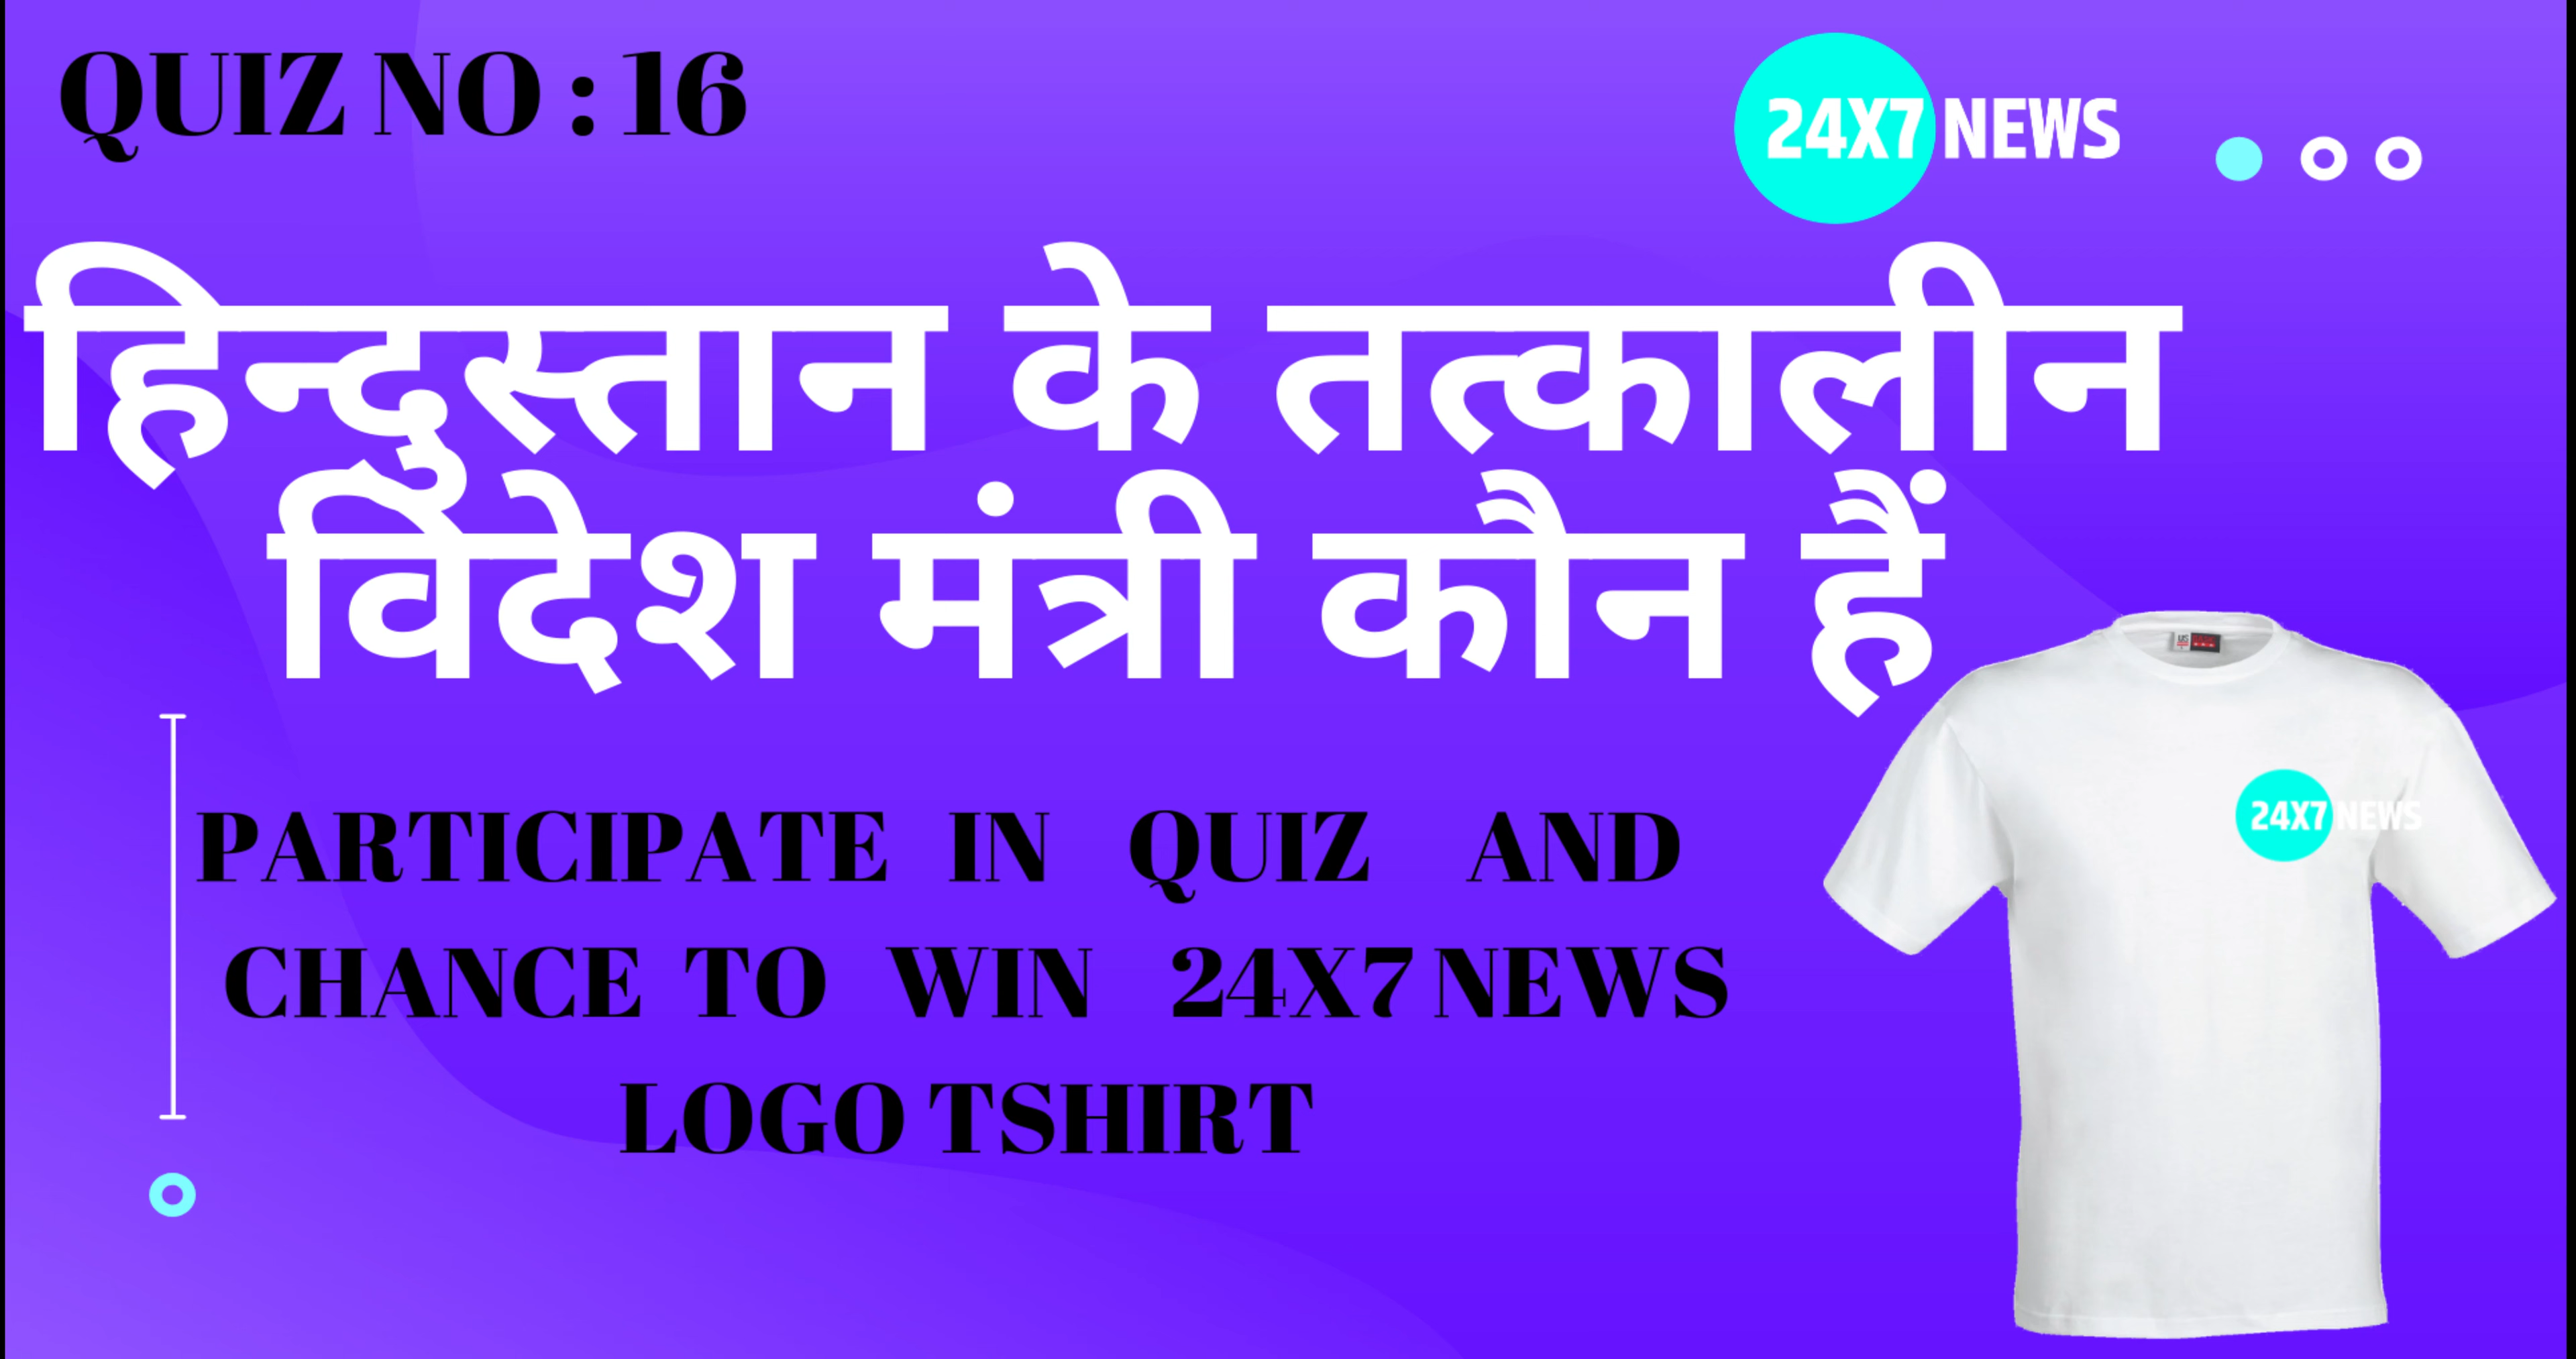 QUIZ NO : 16
24X7 NEWS
हिन्दुस्तान के तत्कालीन
विदेश मंत्री कौन हैं
PARTICIPATE IN QUIZ AND
CHANCE TO WIN 24X7 NEWS
LOGO TSHIRT
24X7 NEWS